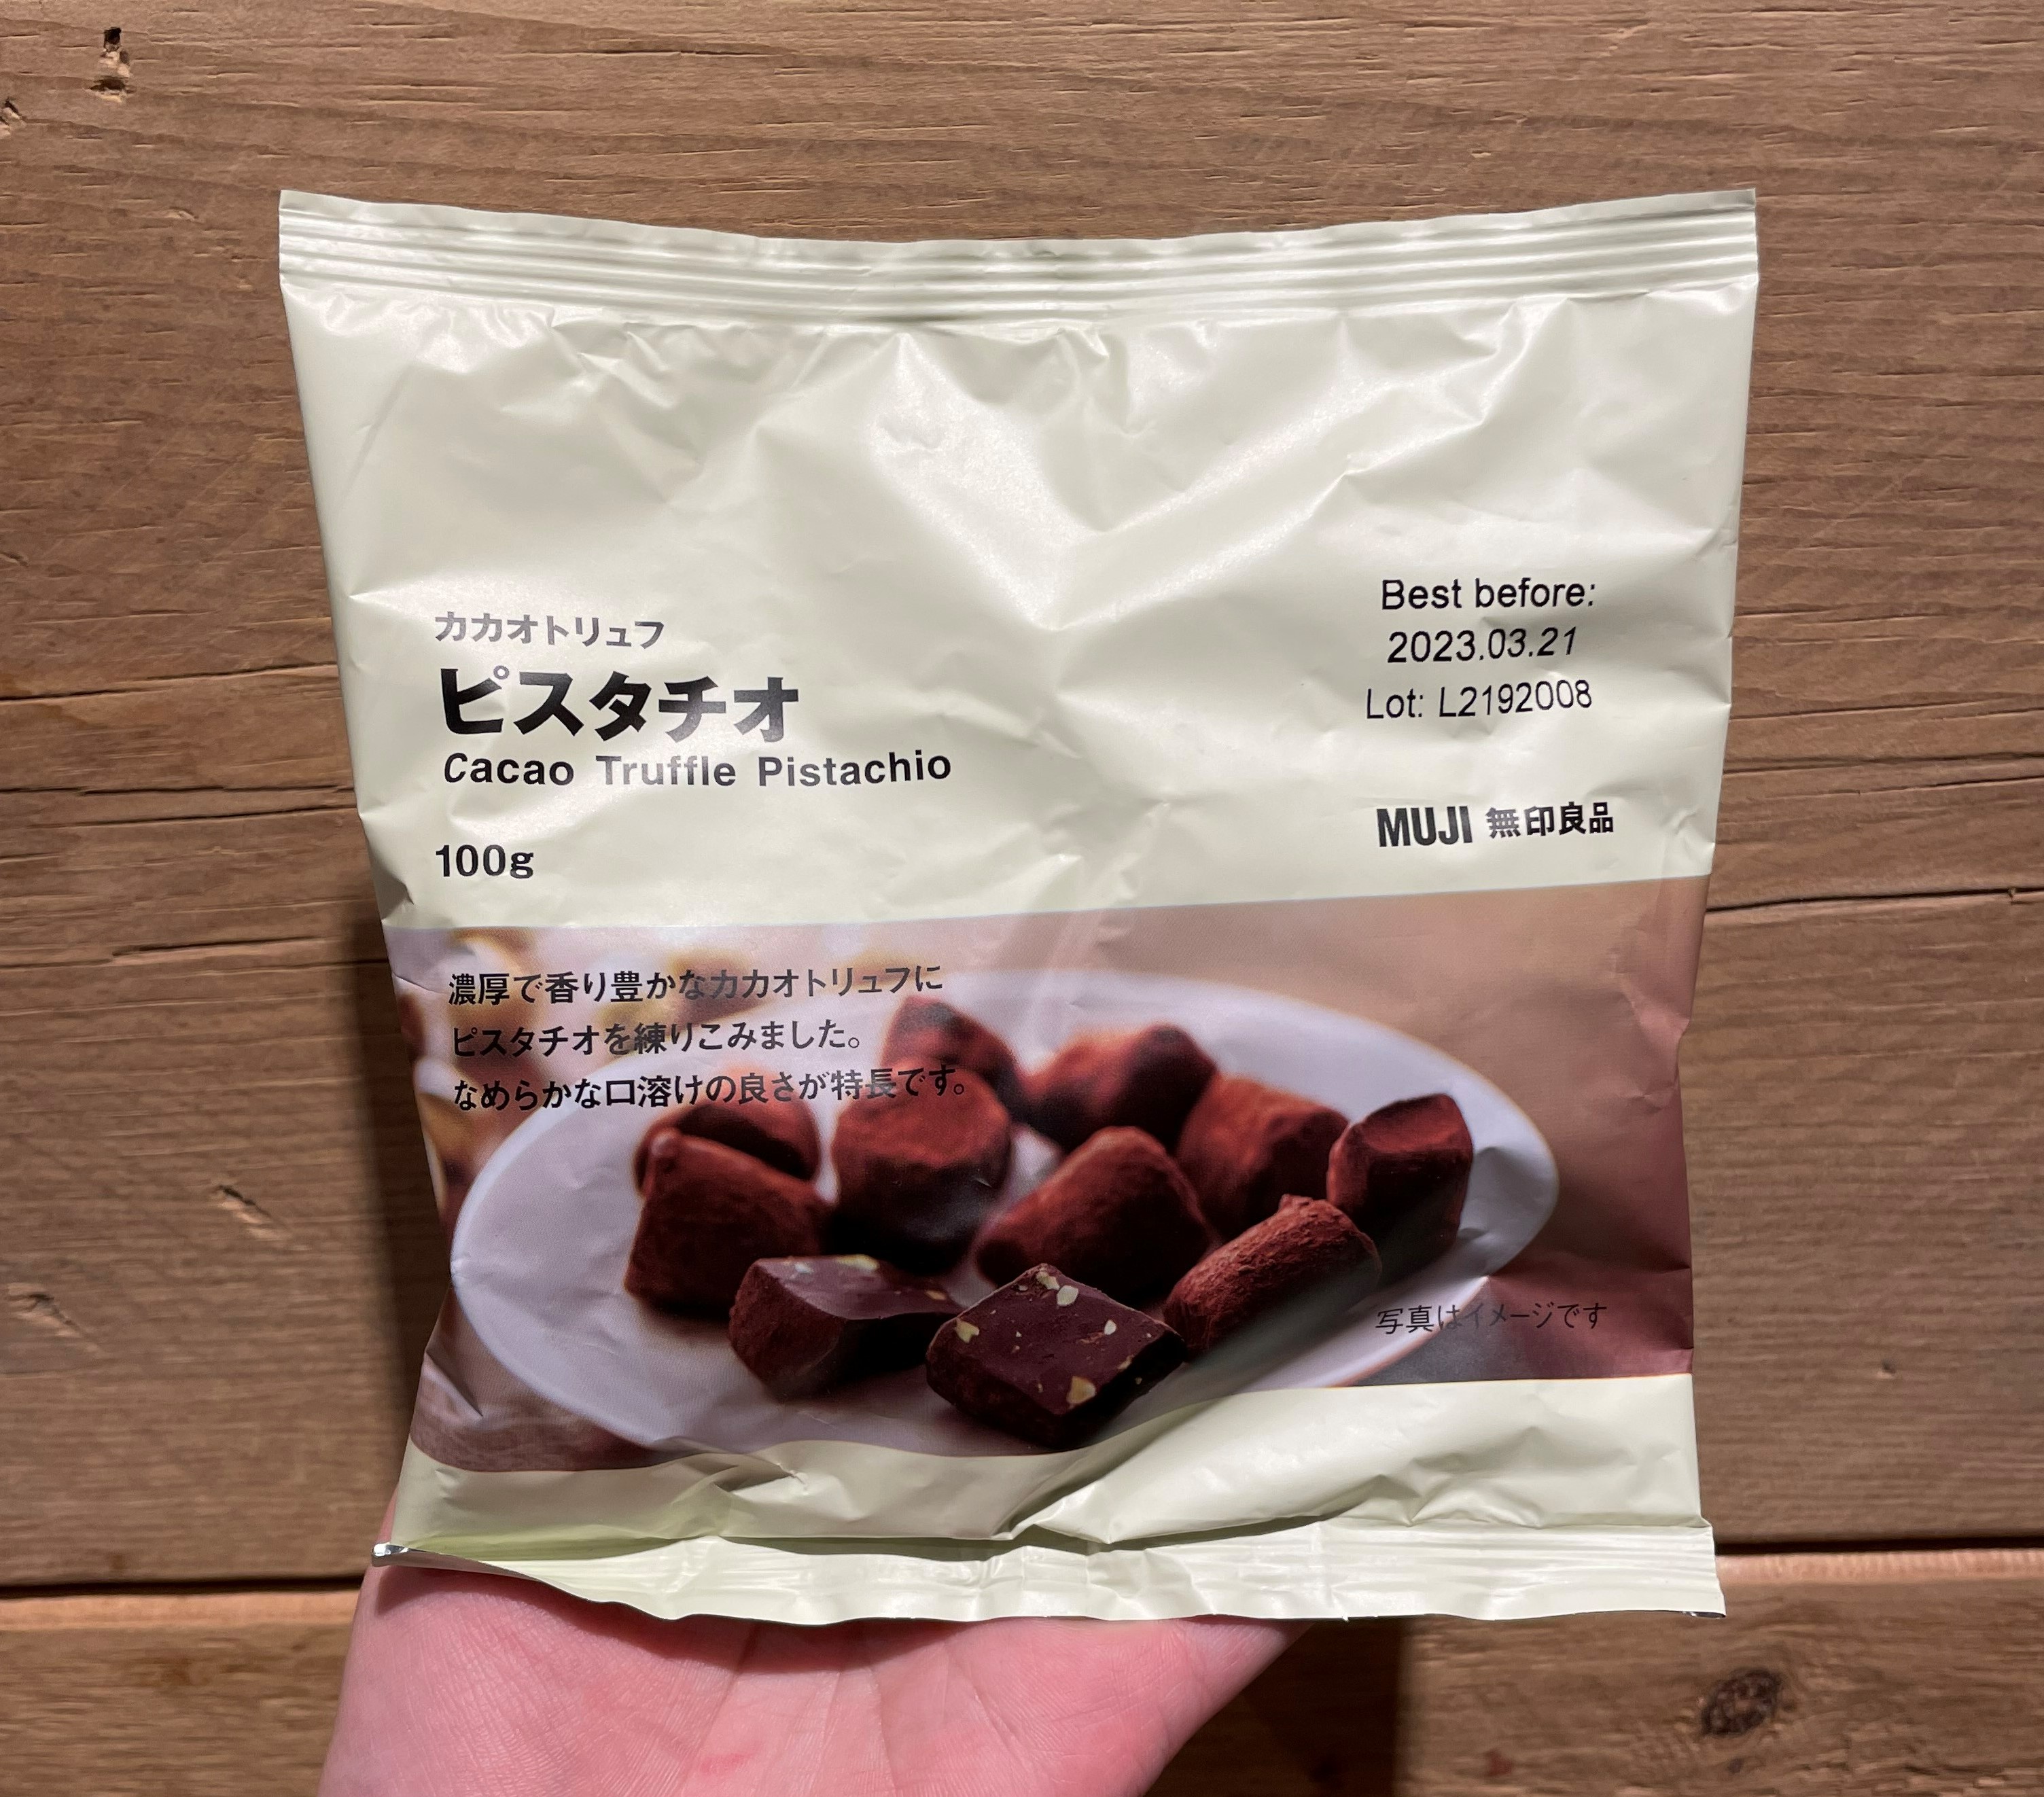 カカオトリュフ
ピスタチオ
Cacao Truffle Pistachio
100g
Best before:
2023.03.21
Lot: L2192008
MUJI 無印良品
濃厚で香り豊かなカカオトリュフに
ピスタチオを練りこみました。
なめらかな口溶けの良さが特長です。
写真はイメージです